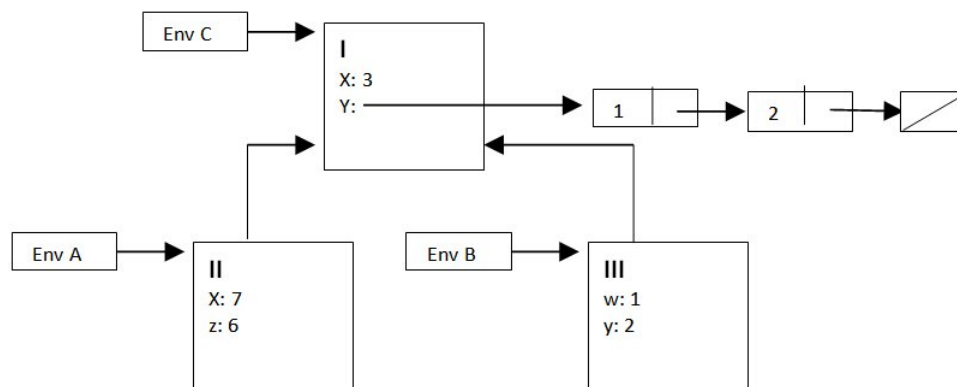 Env C
I
X: 3
Y:
1
2
Env A
II
X: 7
z: 6
Env B
III
w: 1
y: 2